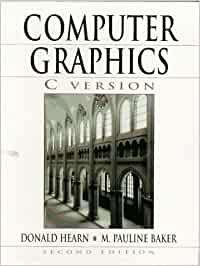 COMPUTER
GRAPHICS
C VERSION
DONALD HEARN ■ M. PAULINE BAKER
SECOND EDITION